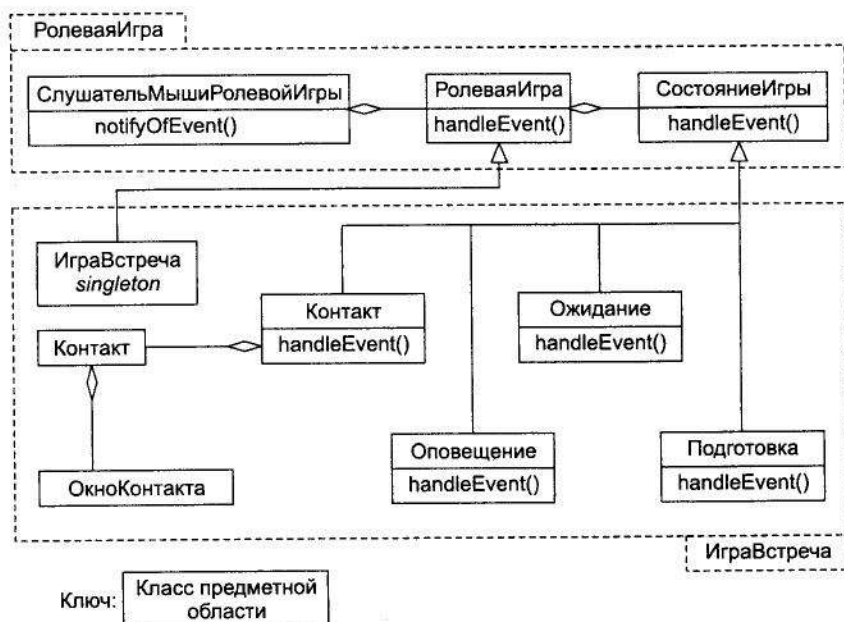 РолеваяИгра
СлушательМышиРолевойИгры
notifyOfEvent()
РолеваяИгра
handleEvent()
СостояниеИгры
handleEvent()
ИграВстреча
singleton
Контакт
handleEvent()
Ожидание
handleEvent()
Контакт
Оповещение
handleEvent()
Подготовка
handleEvent()
ОкноКонтакта
ИграВстреча
Ключ:
Класс предметной
области